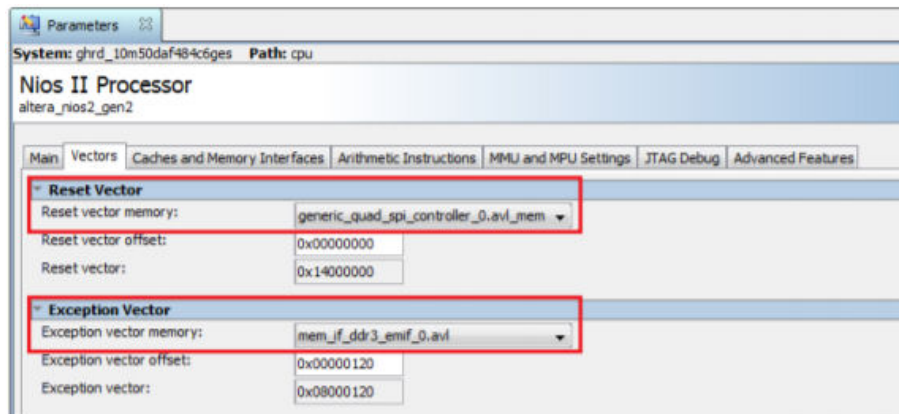 Parameters
System: ghrd_10m50daf484c6ges Path: cpu
Nios II Processor
altera_nios2_gen2
Main Vectors Caches and Memory Interfaces Arithmetic Instructions MMU and MPU Settings JTAG Debug Advanced Features
Reset Vector
Reset vector memory: generic_quad_spi_controller_0.avl_mem
Reset vector offset: 0x00000000
Reset vector: 0x14000000
Exception Vector
Exception vector memory: mem_if_ddr3_emif_0.avl
Exception vector offset: 0x00000120
Exception vector: 0x08000120